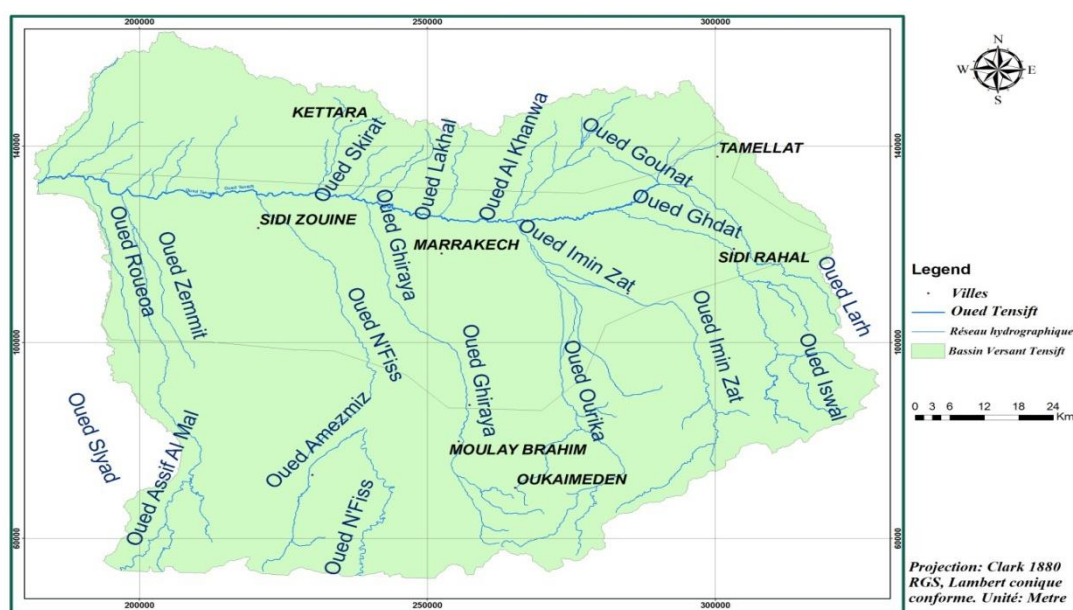 200000
250000
300000
N
W
E
S
KETTARA
Oued Skirat
Oued Lakhal
Oued Al Khanwa
Oued Gounat
TAMELLAT
140000
140000
Oued Tensift
Oued Tensift
SIDI ZOUINE
Oued Ghiraya
MARRAKECH
Oued Imin Zat
Oued Ghdat
SIDI RAHAL
Oued Larh
Oued Roueoa
Oued Zemmit
Oued N'Fiss
Legend
Villes
Oued Tensift
Réseau hydrographique
Bassin Versant Tensift
100000
100000
Oued Ghiraya
Oued Ourika
Oued Imin Zat
Oued Iswal
0 3 6 12 18 24
Km
Oued Slyad
Oued Assif Al Mal
Oued Amezmiz
Oued N'Fiss
MOULAY BRAHIM
OUKAIMEDEN
60000
60000
Projection: Clark 1880
RGS, Lambert conique
conforme. Unité: Metre
200000
250000
300000